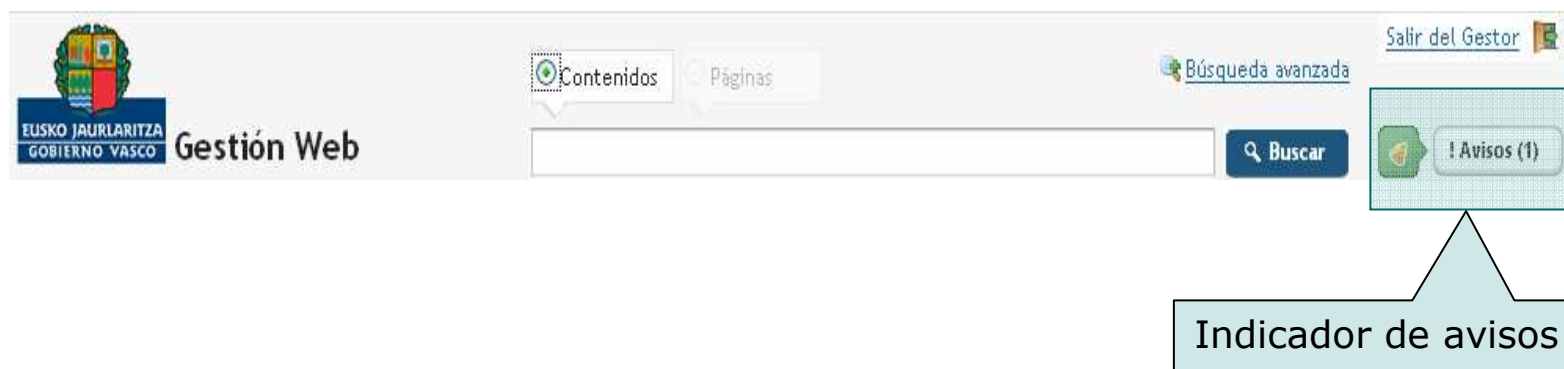 Salir del Gestor
Contenidos
Páginas
Búsqueda avanzada
EUSKO JAURLARITZA
GOBIERNO VASCO
Gestión Web
Buscar
! Avisos (1)
Indicador de avisos